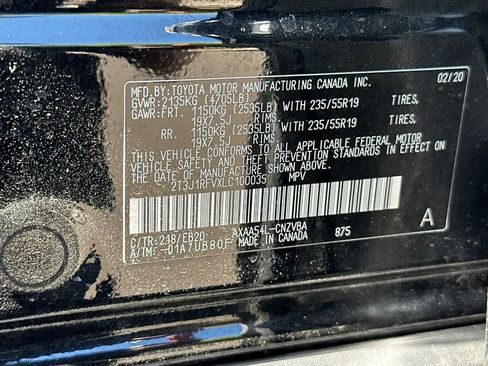 MFD.BY:TOYOTA MOTOR MANUFACTURING CANADA INC. 02/20
GVWR:2135KG (4705LB)
GAWR:FRT. 1150KG (2535LB) WITH 235/55R19 TIRES,
19X7.5J RIMS,
RR. 1150KG (2535LB) WITH 235/55R19 TIRES,
19X7.5J RIMS,
THIS VEHICLE CONFORMS TO ALL APPLICABLE FEDERAL MOTOR
VEHICLE SAFETY AND THEFT PREVENTION STANDARDS IN EFFECT
ON THE DATE OF MANUFACTURE SHOWN ABOVE.
2T3J1RFVXLC100035 MPV
C/TR:218/EB20 AXAA54L-CNZVBA 875 A
A/TM: -01A/UB80F MADE IN CANADA